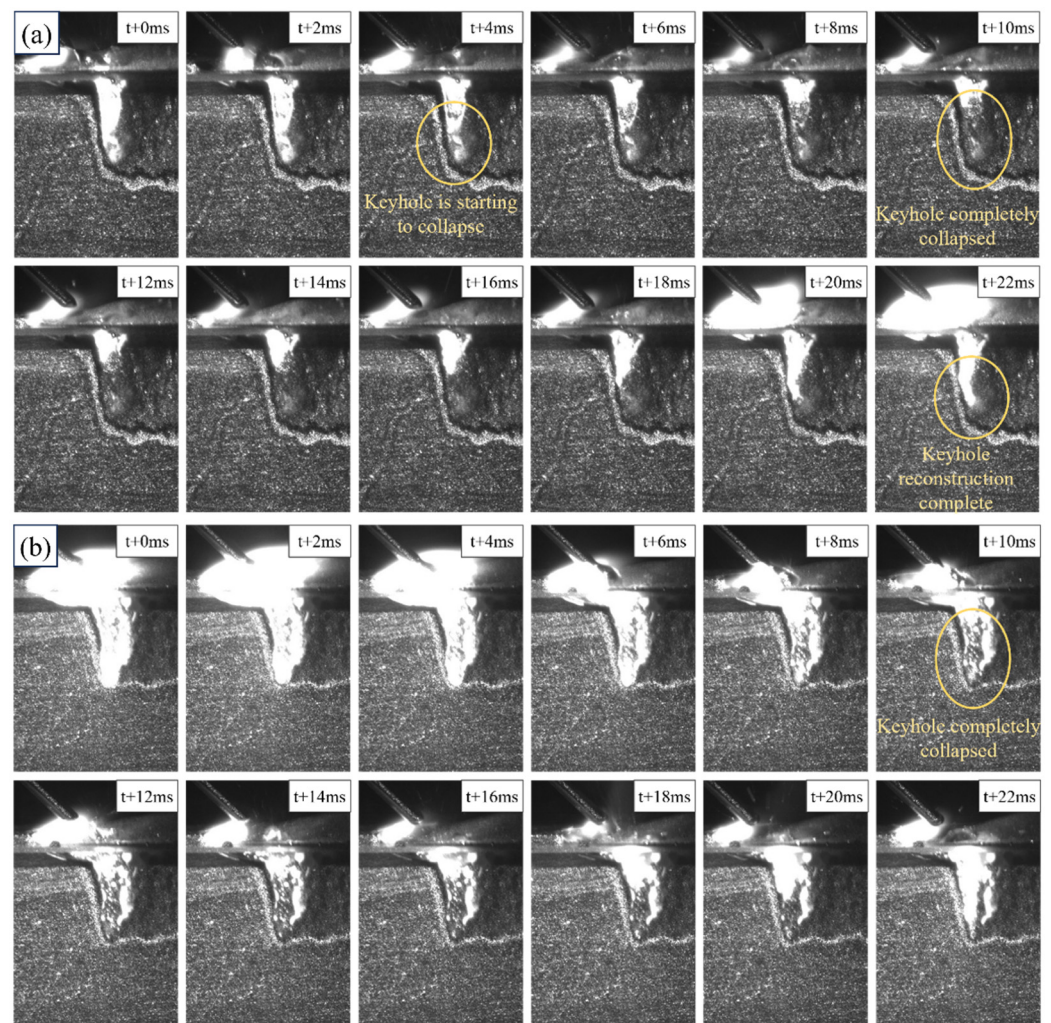 (a)
t+0ms
t+2ms
t+4ms
t+6ms
t+8ms
t+10ms
Keyhole is starting
to collapse
Keyhole completely
collapsed
t+12ms
t+14ms
t+16ms
t+18ms
t+20ms
t+22ms
Keyhole
reconstruction
complete
(b)
t+0ms
t+2ms
t+4ms
t+6ms
t+8ms
t+10ms
Keyhole completely
collapsed
t+12ms
t+14ms
t+16ms
t+18ms
t+20ms
t+22ms